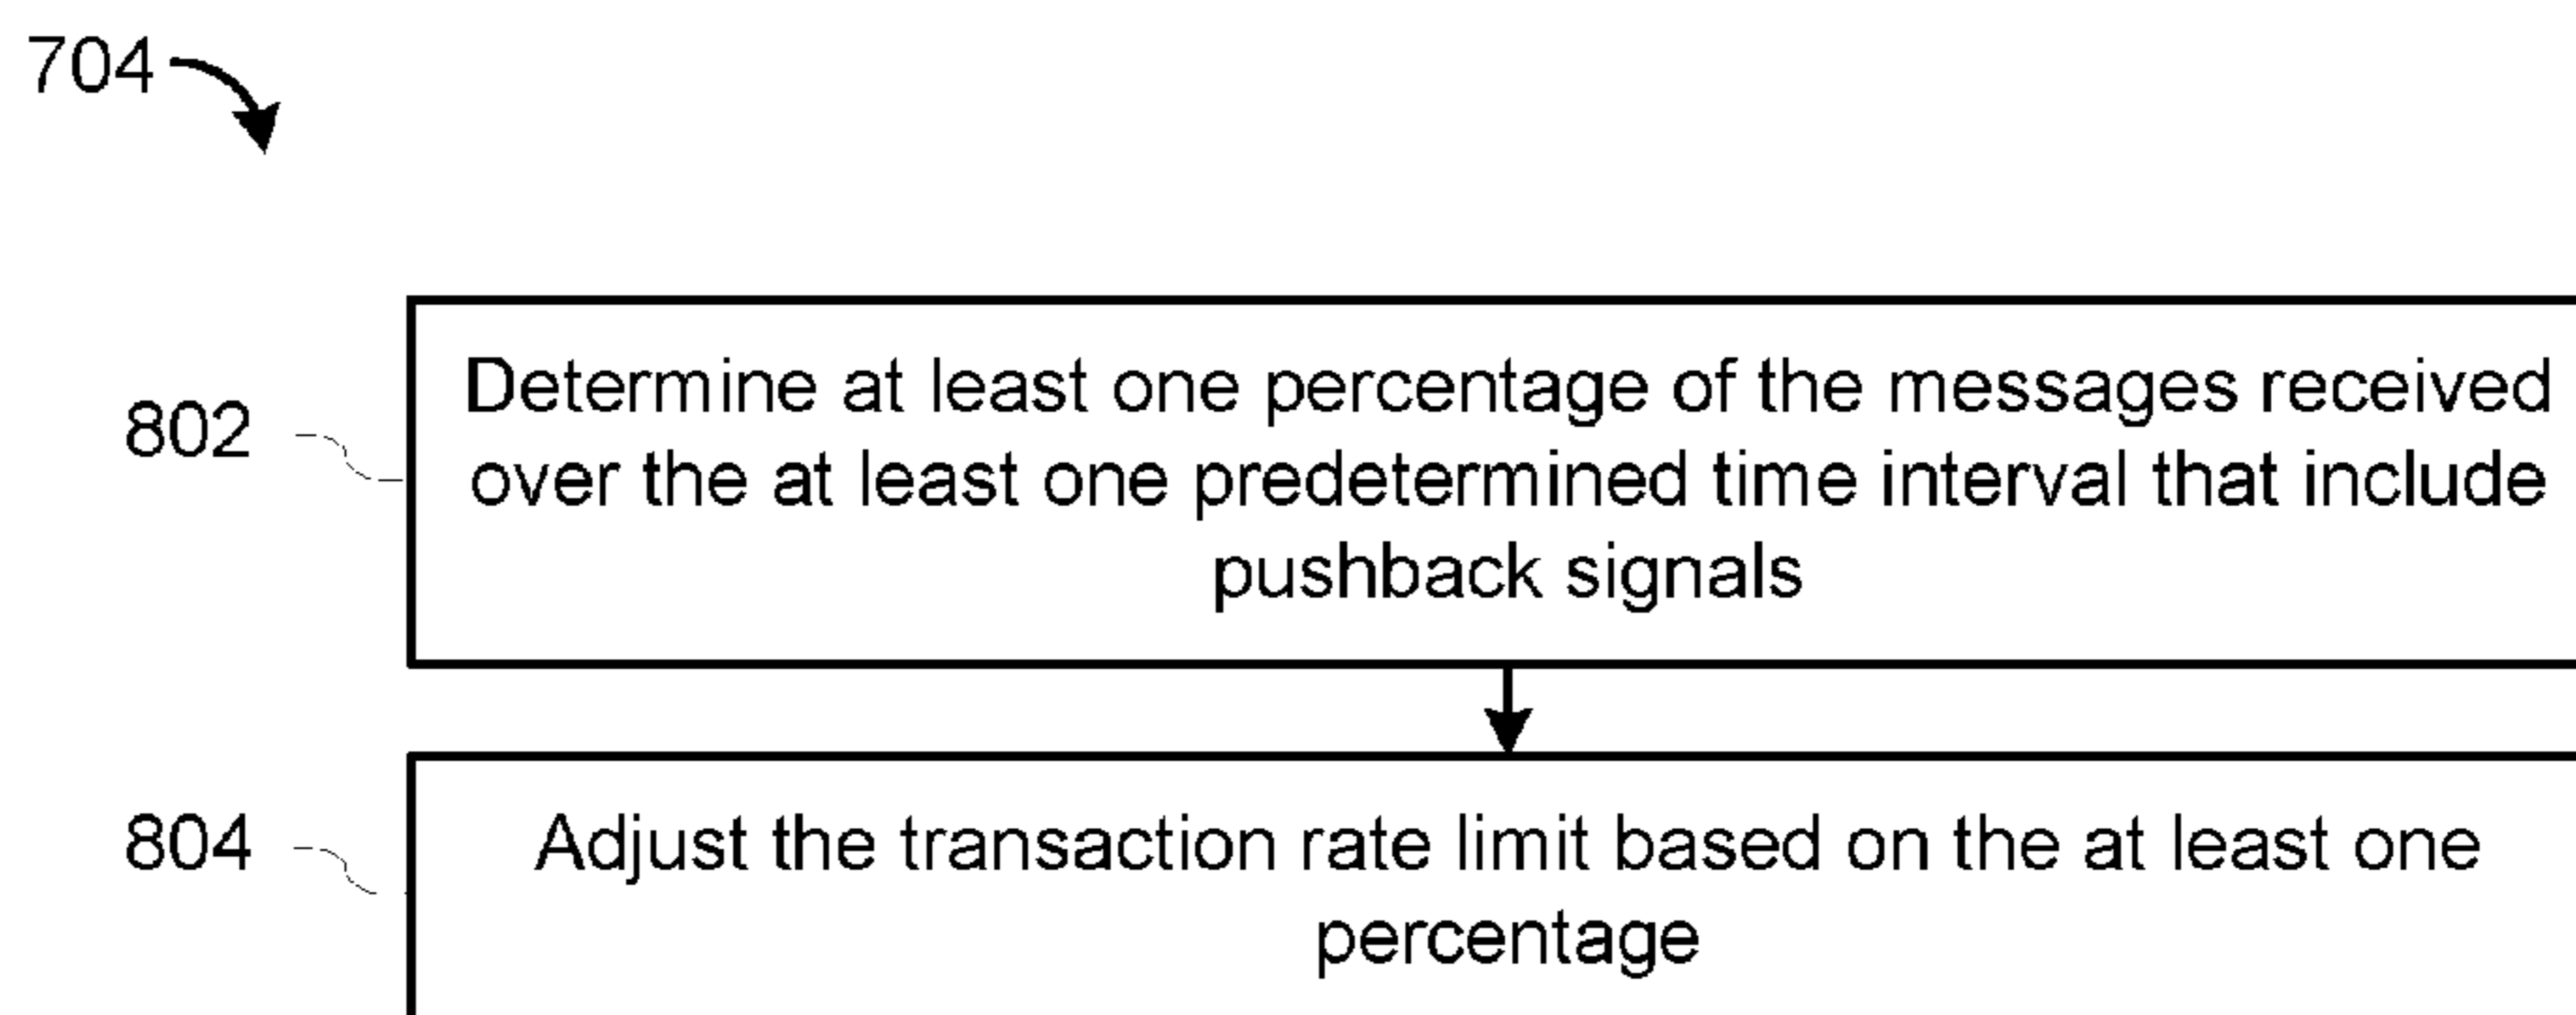 704
802
Determine at least one percentage of the messages received
over the at least one predetermined time interval that include
pushback signals
804
Adjust the transaction rate limit based on the at least one
percentage